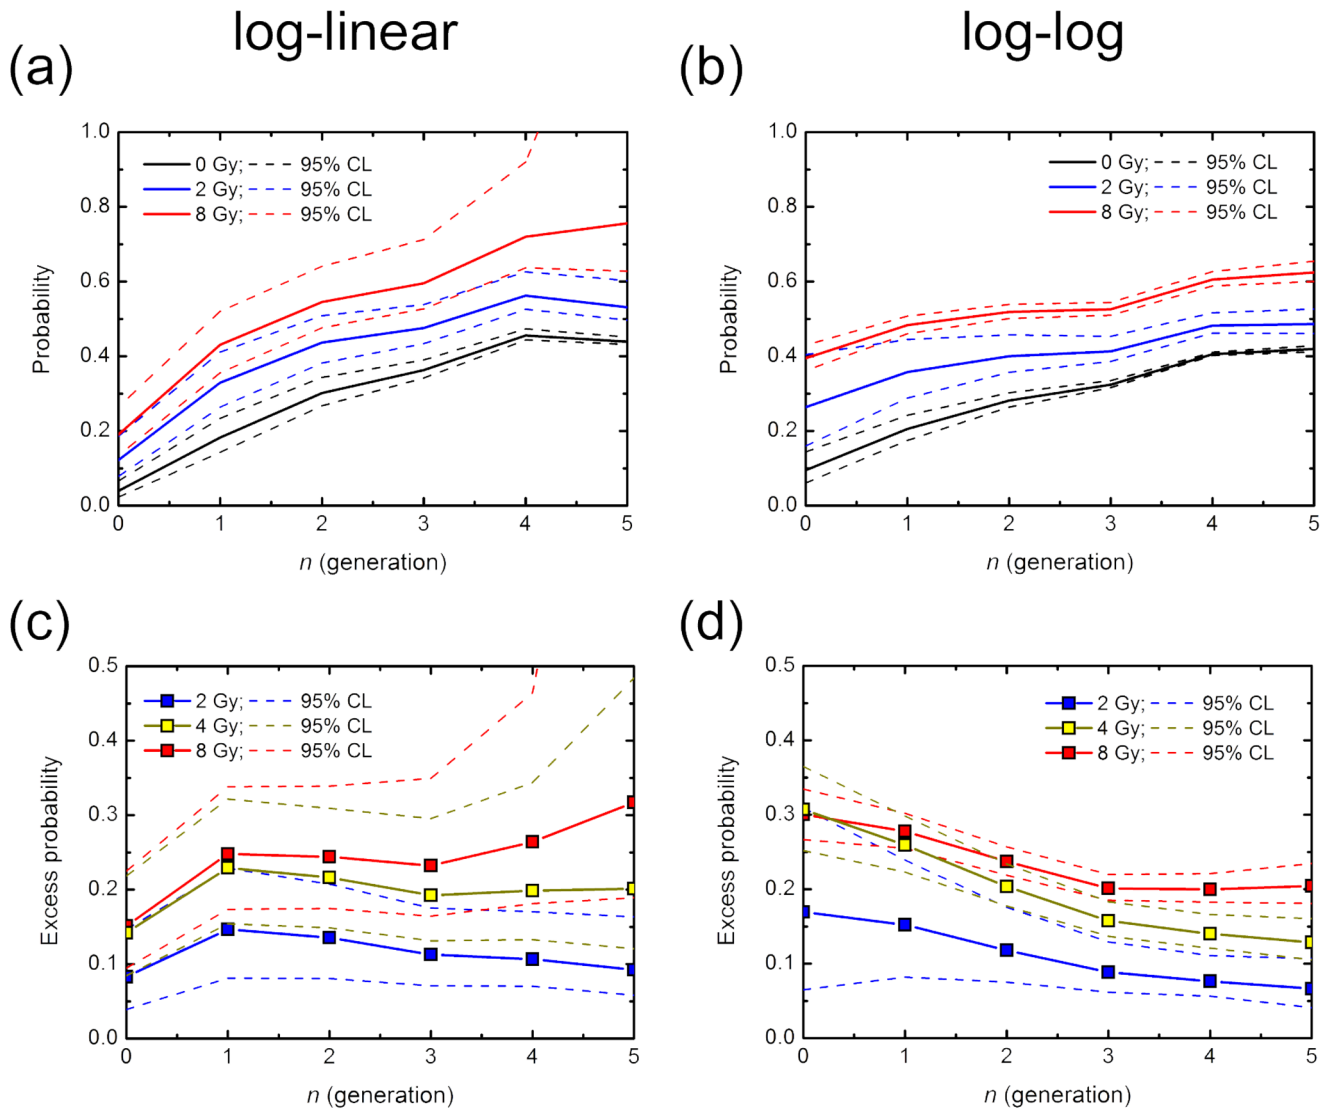 log-linear
log-log
(a)
(b)
1.0
0.8
0.6
0.4
0.2
0.0
Probability
0 Gy; 95% CL
2 Gy; 95% CL
8 Gy; 95% CL
0 1 2 3 4 5
n (generation)
1.0
0.8
0.6
0.4
0.2
0.0
Probability
0 Gy; 95% CL
2 Gy; 95% CL
8 Gy; 95% CL
0 1 2 3 4 5
n (generation)
(c)
(d)
0.5
0.4
0.3
0.2
0.1
0.0
Excess probability
2 Gy; 95% CL
4 Gy; 95% CL
8 Gy; 95% CL
0 1 2 3 4 5
n (generation)
0.5
0.4
0.3
0.2
0.1
0.0
Excess probability
2 Gy; 95% CL
4 Gy; 95% CL
8 Gy; 95% CL
0 1 2 3 4 5
n (generation)